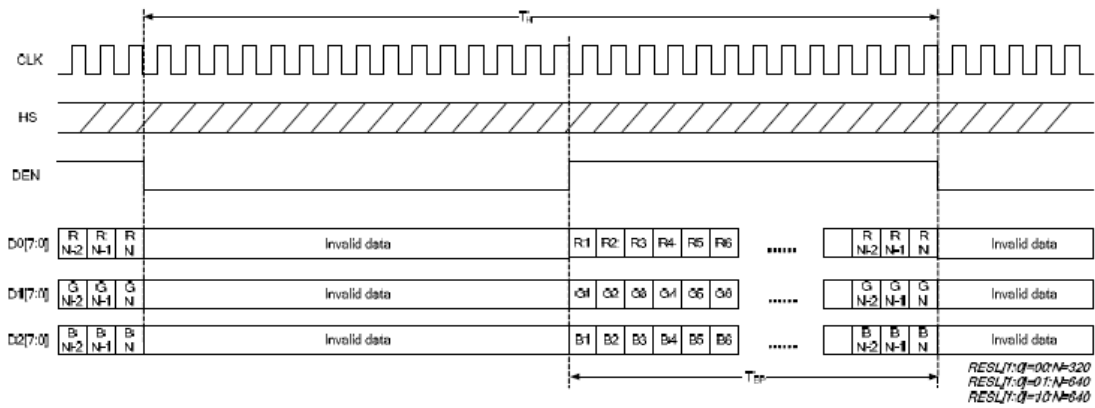 TH
CLK
HS
DEN
D0[7:0] R N-2 R N-1 R N Invalid data R1 R2 R3 R4 R5 R6 ...... R N-2 R N-1 R N Invalid data
D1[7:0] G N-2 G N-1 G N Invalid data G1 G2 G3 G4 G5 G6 ...... G N-2 G N-1 G N Invalid data
D2[7:0] B N-2 B N-1 B N Invalid data B1 B2 B3 B4 B5 B6 ...... B N-2 B N-1 B N Invalid data
TEP
RESL[1:0]=00:N=320
RESL[1:0]=01:N=640
RESL[1:0]=10:N=640